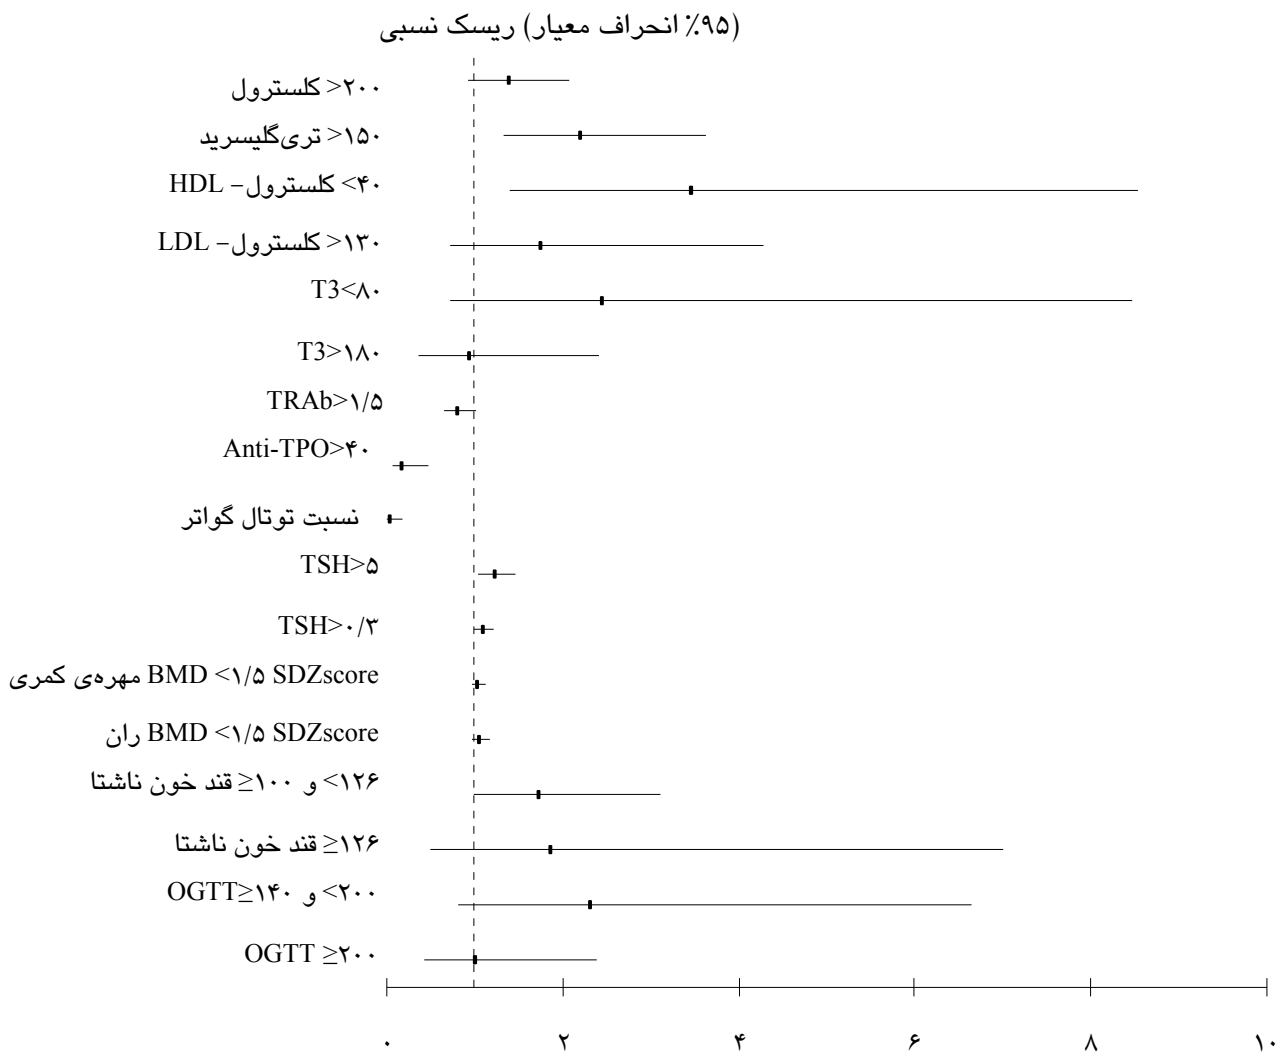 ریسک نسبی (۹۵٪ انحراف معیار)
کلسترول >۲۰۰
تری‌گلیسرید >۱۵۰
HDL -کلسترول <۴۰
LDL -کلسترول >۱۳۰
T3<۸۰
T3>۱۸۰
TRAb>۱/۵
Anti-TPO>۴۰
نسبت توتال گواتر
TSH>۵
TSH>۰/۳
مهره‌ی کمری BMD <۱/۵ SDZscore
ران BMD <۱/۵ SDZscore
قند خون ناشتا ≥۱۰۰ و <۱۲۶
قند خون ناشتا ≥۱۲۶
OGTT≥۱۴۰ و <۲۰۰
OGTT ≥۲۰۰
۰ ۲ ۴ ۶ ۸ ۱۰